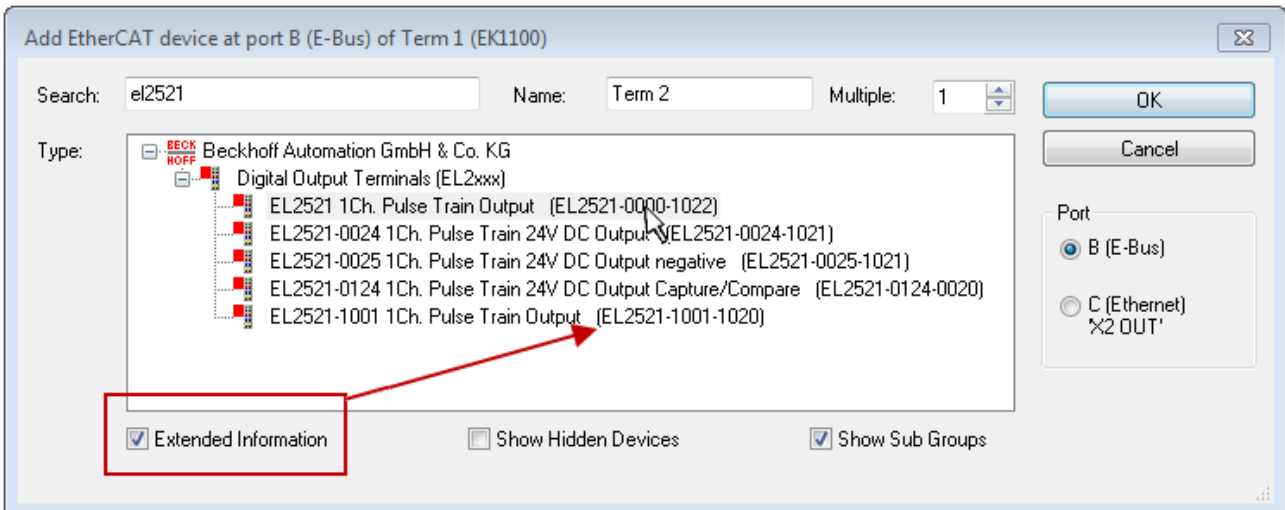 Add EtherCAT device at port B (E-Bus) of Term 1 (EK1100)
Search: el2521 Name: Term 2 Multiple: 1 OK
Type: BECK HOFF Beckhoff Automation GmbH & Co. KG Cancel
Digital Output Terminals (EL2xxx)
EL2521 1Ch. Pulse Train Output (EL2521-0000-1022)
EL2521-0024 1Ch. Pulse Train 24V DC Output (EL2521-0024-1021)
EL2521-0025 1Ch. Pulse Train 24V DC Output negative (EL2521-0025-1021)
EL2521-0124 1Ch. Pulse Train 24V DC Output Capture/Compare (EL2521-0124-0020)
EL2521-1001 1Ch. Pulse Train Output (EL2521-1001-1020)
Port
B (E-Bus)
C (Ethernet)
'X2 OUT'
Extended Information Show Hidden Devices Show Sub Groups